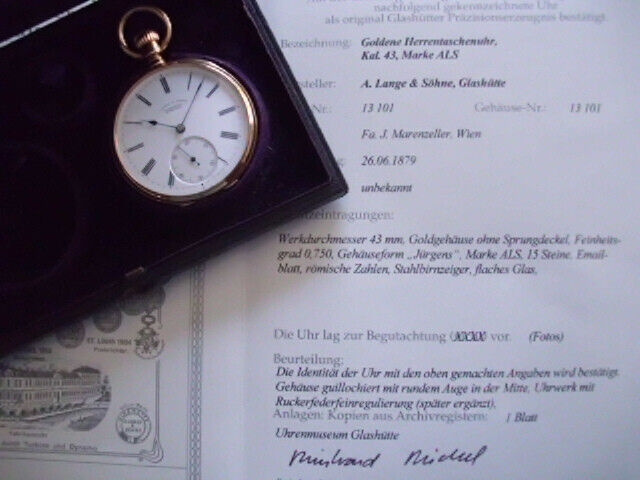 nachfolgend gekennzeichnete Uhr
als original Glashütter Präzisionserzeugnis bestätigt.
Bezeichnung: Goldene Herrentaschenuhr,
Kal. 43, Marke ALS
steller: A. Lange & Söhne, Glashütte
Nr.: 13 101 Gehäuse-Nr.: 13 101
Fa. J. Marenzeller, Wien
26.06.1879
unbekannt
tzeintragungen:
Werkdurchmesser 43 mm, Goldgehäuse ohne Sprungdeckel, Feinheits-
grad 0,750, Gehäuseform „Jürgens", Marke ALS, 15 Steine. Email-
blatt, römische Zahlen, Stahlbirnzeiger, flaches Glas,
Die Uhr lag zur Begutachtung (XXXX) vor. (Fotos)
Beurteilung:
Die Identität der Uhr mit den oben gemachten Angaben wird bestätigt.
Gehäuse guillochiert mit rundem Auge in der Mitte, Uhrwerk mit
Ruckerfederfeinregulierung (später ergänzt),
Anlagen: Kopien aus Archivregistern: 1 Blatt
Uhrenmuseum Glashütte
ST. LOUIS 1904